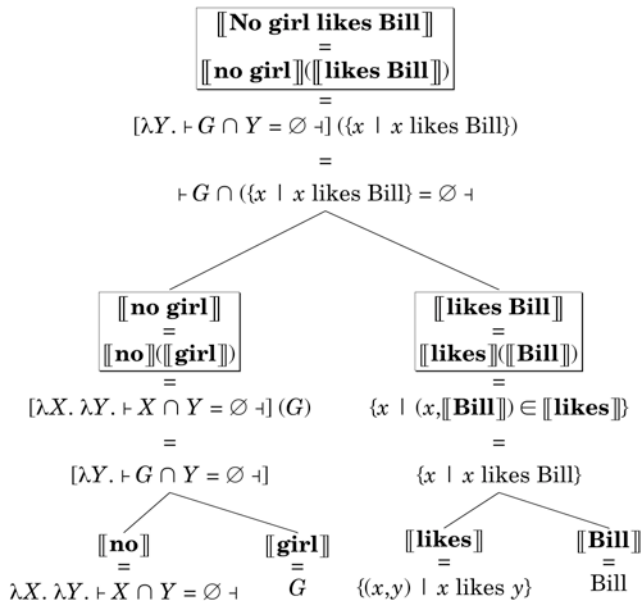 ⟦No girl likes Bill⟧
=
⟦no girl⟧(⟦likes Bill⟧)
=
[λY. ⊢ G ∩ Y = ∅ ⊣] ({x | x likes Bill})
=
⊢ G ∩ ({x | x likes Bill} = ∅ ⊣
⟦no girl⟧
=
⟦no⟧(⟦girl⟧)
=
[λX. λY. ⊢ X ∩ Y = ∅ ⊣] (G)
=
[λY. ⊢ G ∩ Y = ∅ ⊣]
⟦likes Bill⟧
=
⟦likes⟧(⟦Bill⟧)
=
{x | (x,⟦Bill⟧) ∈ ⟦likes⟧}
=
{x | x likes Bill}
⟦no⟧
=
λX. λY. ⊢ X ∩ Y = ∅ ⊣
⟦girl⟧
=
G
⟦likes⟧
=
{(x,y) | x likes y}
⟦Bill⟧
=
Bill